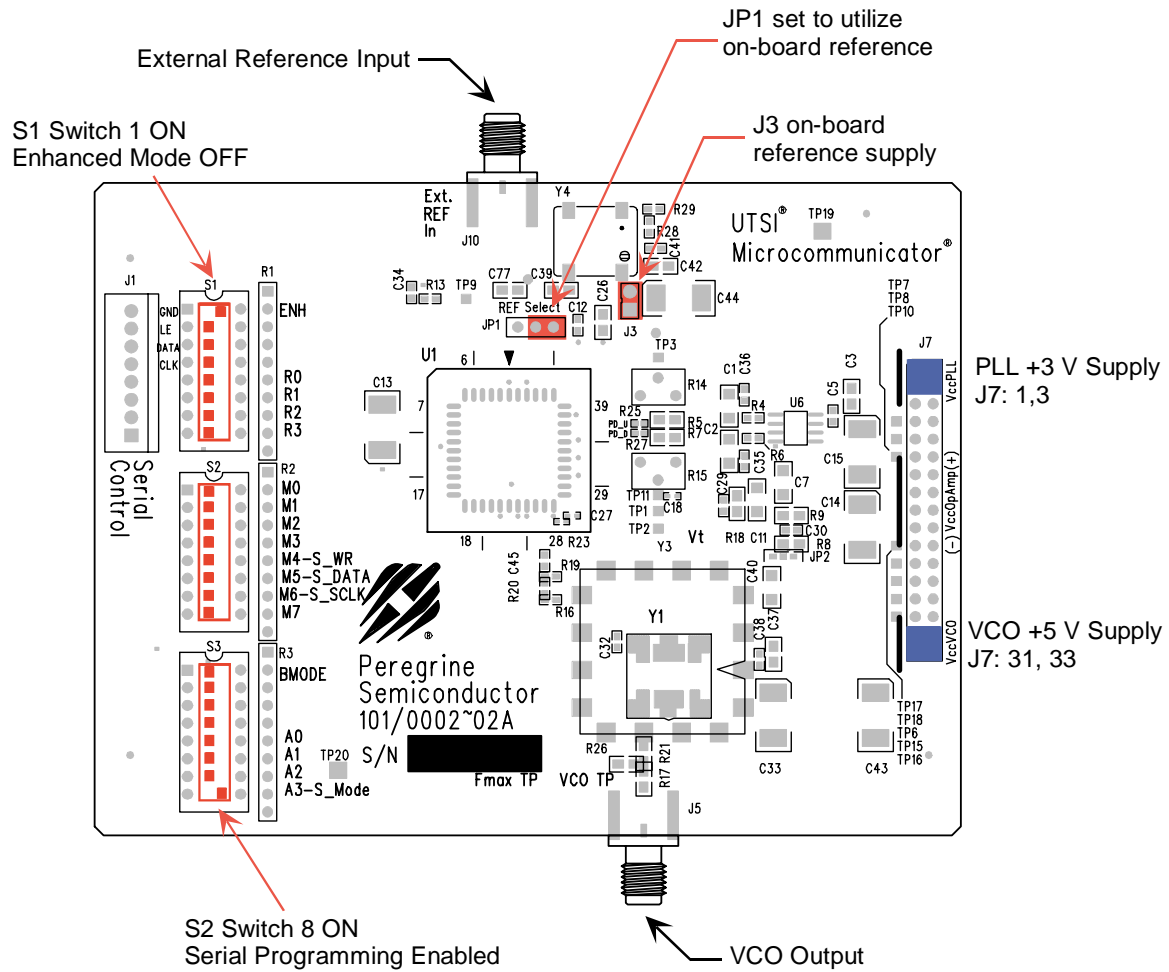 JP1 set to utilize
on-board reference
External Reference Input
S1 Switch 1 ON
Enhanced Mode OFF
J3 on-board
reference supply
Ext.
REF
In
J10
Y4
R29
R28
C41
C42
UTSI®
Microcommunicator®
TP19
J1
S1
R1
GND
LE
DATA
CLK
ENH
R0
R1
R2
R3
C34
R13
TP9
C77
C39
REF Select
JP1
C12
C26
J3
C44
TP7
TP8
TP10
J7
VccPLL
PLL +3 V Supply
J7: 1,3
U1
6
7
17
18
28
29
39
C13
TP3
R14
C1
C36
R25
PD_U
PD_D
R27
R5
R7
C2
R4
U6
C5
C3
R6
C35
R15
TP11
TP1
TP2
C18
C29
C7
C15
C14
(-) VccOpAmp(+)
R9
C30
R8
JP2
R18
C11
C27
R23
Y3
Vt
Serial
Control
S2
R2
M0
M1
M2
M3
M4-S_WR
M5-S_DATA
M6-S_SCLK
M7
C45
R19
R20
R16
C40
C37
C38
C32
Y1
VccVCO
VCO +5 V Supply
J7: 31, 33
S3
R3
BMODE
A0
A1
A2
A3-S_Mode
TP20
®
Peregrine
Semiconductor
101/0002~02A
S/N
Fmax TP
VCO TP
R26
R21
R17
J5
C33
C43
TP17
TP18
TP6
TP15
TP16
S2 Switch 8 ON
Serial Programming Enabled
VCO Output